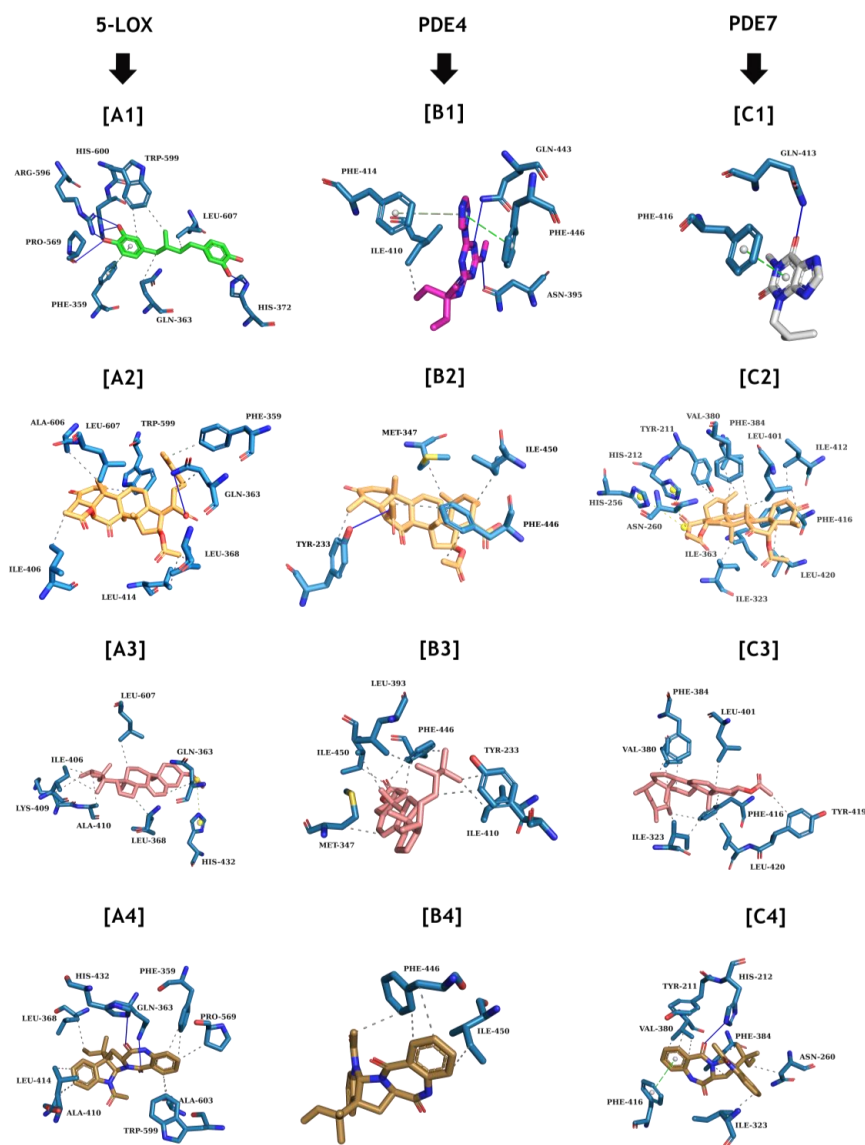 5-LOX
PDE4
PDE7
[A1]
[B1]
[C1]
HIS-600
TRP-599
ARG-596
LEU-607
PRO-569
PHE-359
GLN-363
HIS-372
GLN-443
PHE-414
PHE-446
ILE-410
ASN-395
GLN-413
PHE-416
[A2]
[B2]
[C2]
ALA-606
LEU-607
TRP-599
PHE-359
GLN-363
LEU-368
ILE-406
LEU-414
MET-347
ILE-450
PHE-446
TYR-233
VAL-380
TYR-211
PHE-384
LEU-401
ILE-412
HIS-212
HIS-256
ASN-260
PHE-416
ILE-363
LEU-420
ILE-323
[A3]
[B3]
[C3]
LEU-607
ILE-406
GLN-363
LYS-409
ALA-410
LEU-368
HIS-432
LEU-393
PHE-446
ILE-450
TYR-233
MET-347
ILE-410
PHE-384
LEU-401
VAL-380
PHE-416
TYR-419
ILE-323
LEU-420
[A4]
[B4]
[C4]
HIS-432
PHE-359
GLN-363
LEU-368
PRO-569
LEU-414
ALA-410
ALA-603
TRP-599
PHE-446
ILE-450
HIS-212
TYR-211
VAL-380
PHE-384
ASN-260
PHE-416
ILE-323